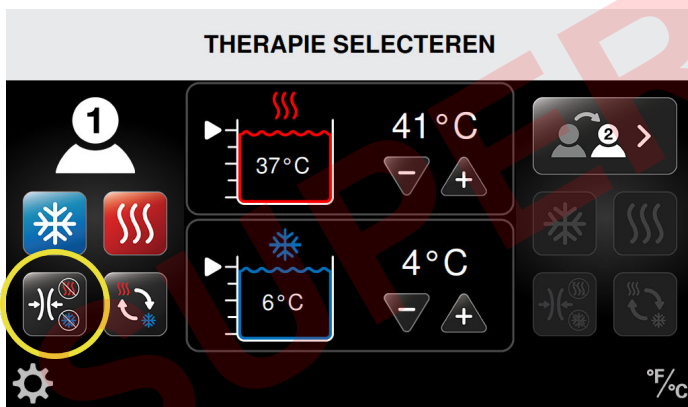 THERAPIE SELECTEREN
1
41°C
37°C
2
4°C
6°C
°F/°C
SUPER